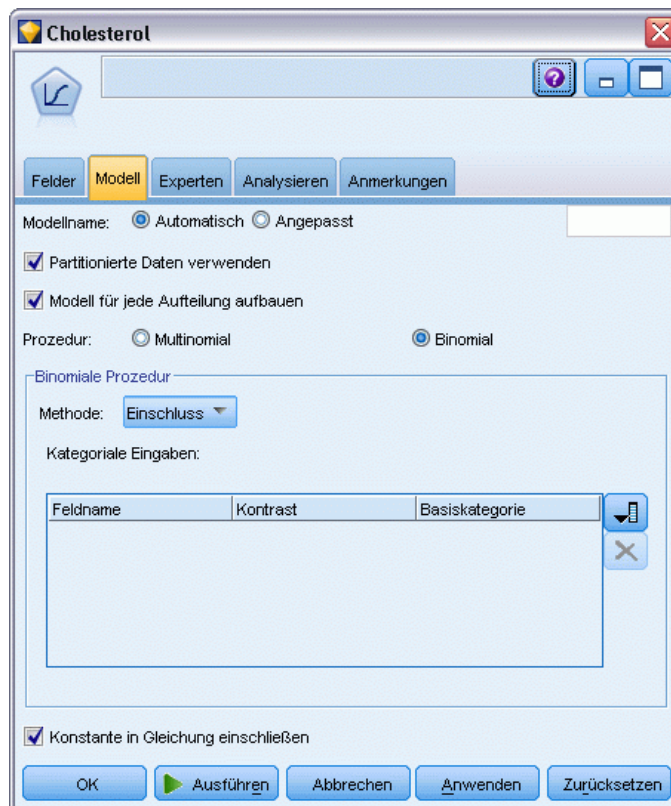 Cholesterol
Felder Modell Experten Analysieren Anmerkungen
Modellname: Automatisch Angepasst
Partitionierte Daten verwenden
Modell für jede Aufteilung aufbauen
Prozedur: Multinomial Binomial
Binomiale Prozedur
Methode: Einschluss
Kategoriale Eingaben:
Feldname Kontrast Basiskategorie
Konstante in Gleichung einschließen
OK Ausführen Abbrechen Anwenden Zurücksetzen